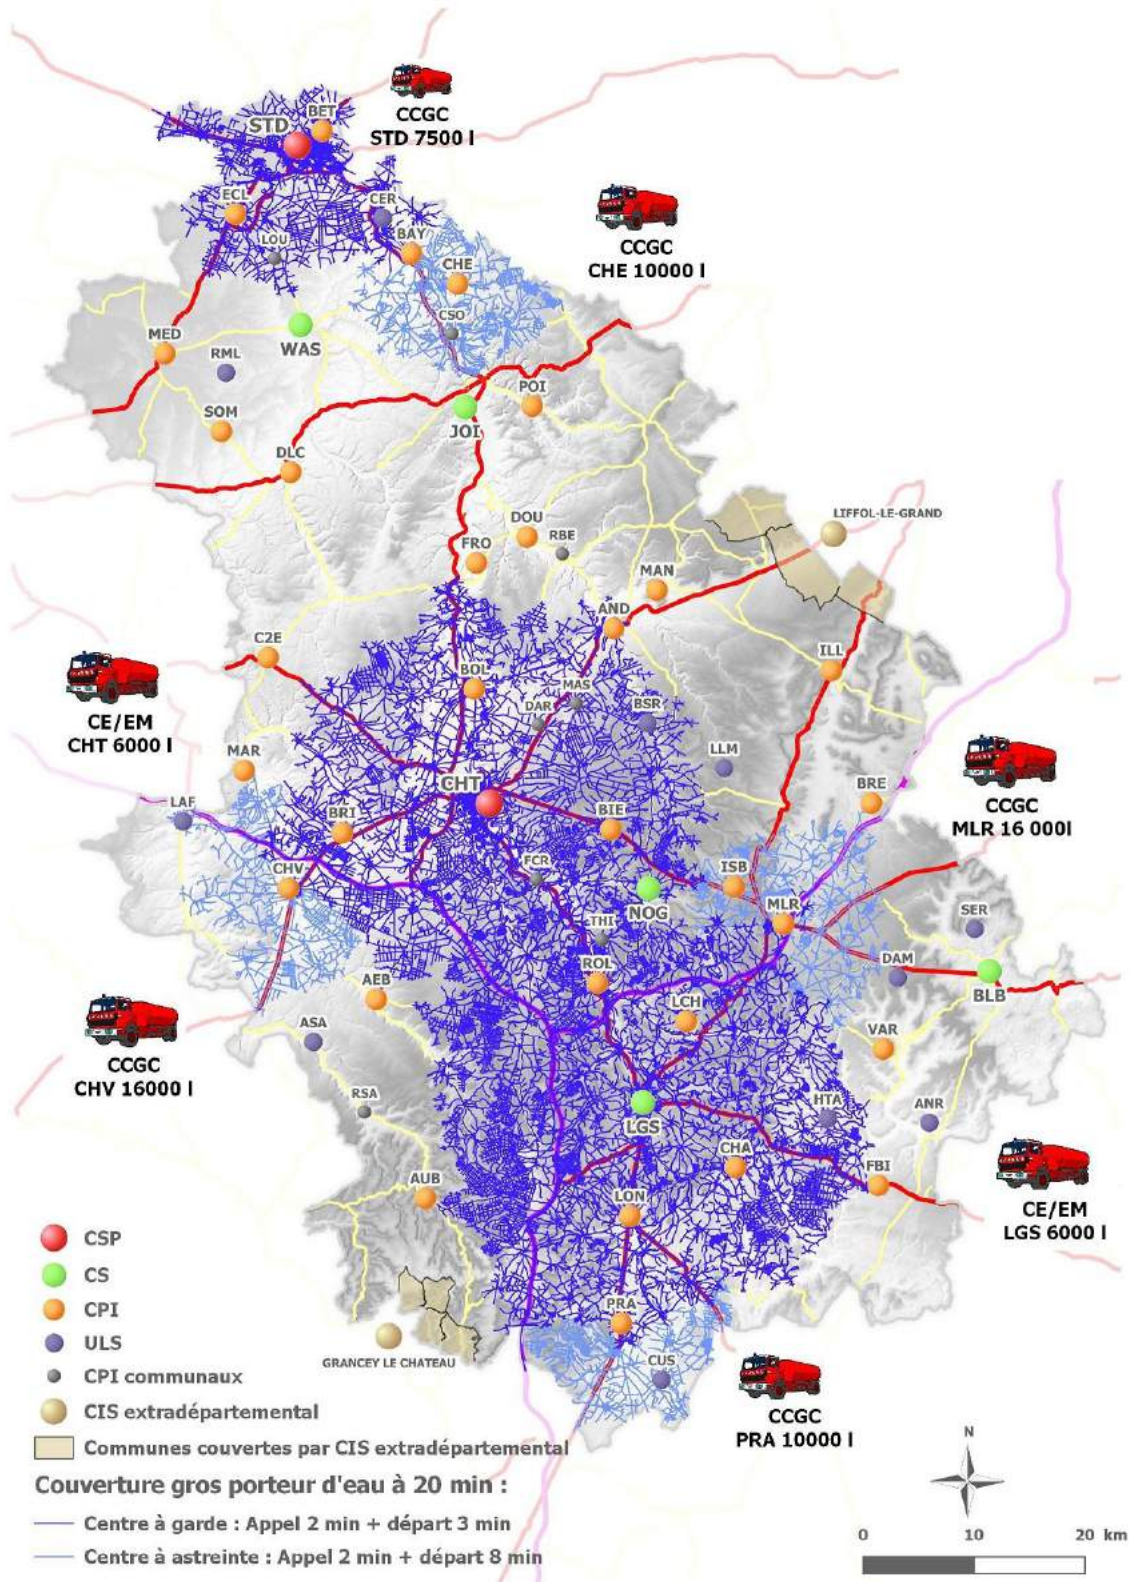 CCGC
STD 7500 l
BET
STD
CCGC
CHE 10000 l
ECL
CER
LOU
BAY
CHE
CSO
MED
WAS
RML
POI
SOM
JOI
DLC
LIFFOL-LE-GRAND
DOU
RBE
FRO
MAN
AND
C2E
ILL
BOL
MAS
DAR
BSR
CE/EM
CHT 6000 l
MAR
LLM
CHT
BRE
CCGC
MLR 16 000l
LAF
BRI
BIE
FCR
CHV
ISB
NOG
MLR
SER
THI
ROL
DAM
BLB
AEB
LCH
ASA
VAR
CCGC
CHV 16000 l
RSA
HTA
ANR
LGS
CHA
FBI
AUB
LON
CE/EM
LGS 6000 l
PRA
GRANCEY LE CHATEAU
CUS
CCGC
PRA 10000 l
CSP
CS
CPI
ULS
CPI communaux
CIS extradépartemental
Communes couvertes par CIS extradépartemental
Couverture gros porteur d'eau à 20 min :
Centre à garde : Appel 2 min + départ 3 min
Centre à astreinte : Appel 2 min + départ 8 min
N
0 10 20 km